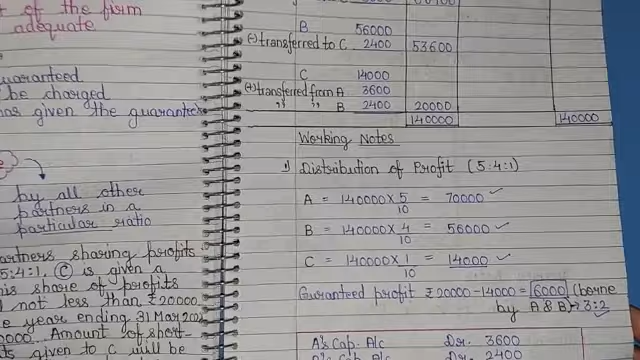 of the firm
adequate
guaranteed
be charged
has given the guarantee
by all other
partners in a
particular ratio
partners sharing profits
5:4:1. C is given a
his share of profits
not less than ₹20000.
year ending 31 Mar
Amount of short-
given to C will be
B 56000
(-) transferred to C 2400 53600
C 14000
(+) transferred from A 3600
" " B 2400 20000
140000 140000
Working Notes
1) Distribution of Profit (5:4:1)
A = 140000 × 5/10 = 70000 ✓
B = 140000 × 4/10 = 56000 ✓
C = 140000 × 1/10 = 14000 ✓
Guranteed profit ₹20000 - 14000 = 6000 (borne
by A & B) → 3:2
A's Cap. A/c Dr. 3600
Cap. A/c Dr. 2400